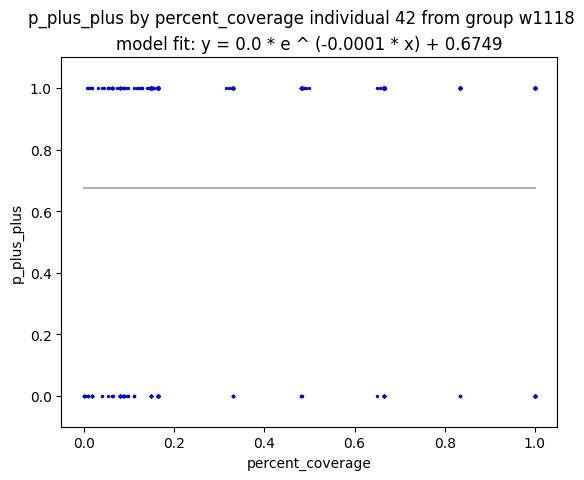 p_plus_plus by percent_coverage individual 42 from group w1118
model fit: y = 0.0 * e ^ (-0.0001 * x) + 0.6749
1.0
0.8
0.6
0.4
0.2
0.0
p_plus_plus
0.0 0.2 0.4 0.6 0.8 1.0
percent_coverage